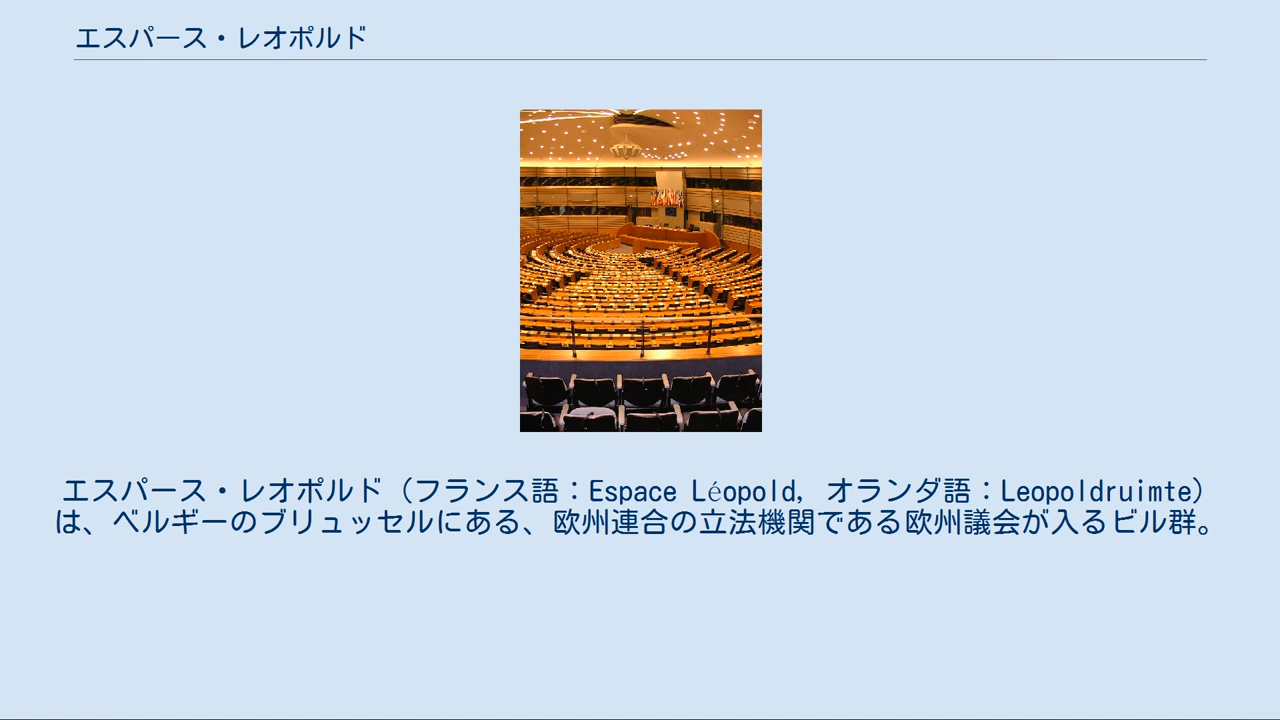 エスパース・レオポルド
エスパース・レオポルド（フランス語：Espace Léopold, オランダ語：Leopoldruimte）
は、ベルギーのブリュッセルにある、欧州連合の立法機関である欧州議会が入るビル群。